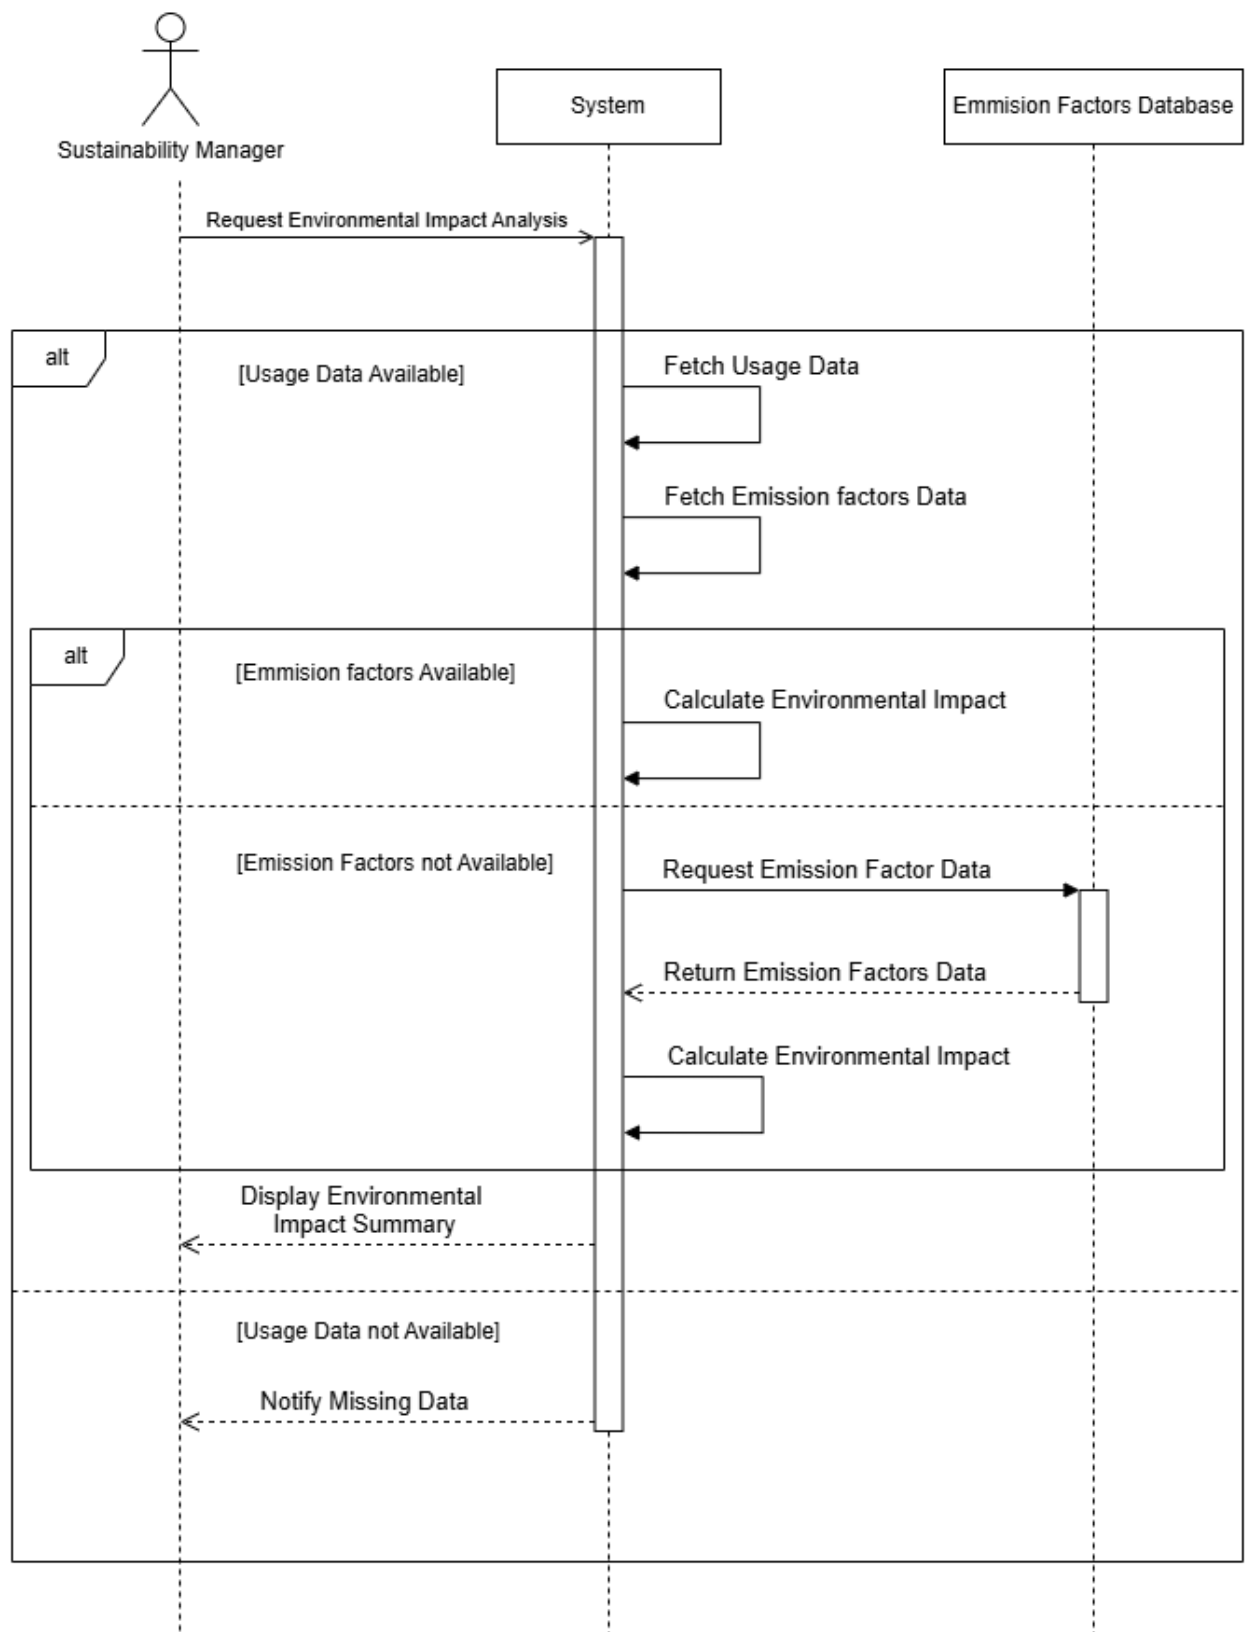 Sustainability Manager
System
Emmision Factors Database
Request Environmental Impact Analysis
alt
[Usage Data Available]
Fetch Usage Data
Fetch Emission factors Data
alt
[Emmision factors Available]
Calculate Environmental Impact
[Emission Factors not Available]
Request Emission Factor Data
Return Emission Factors Data
Calculate Environmental Impact
Display Environmental
Impact Summary
[Usage Data not Available]
Notify Missing Data